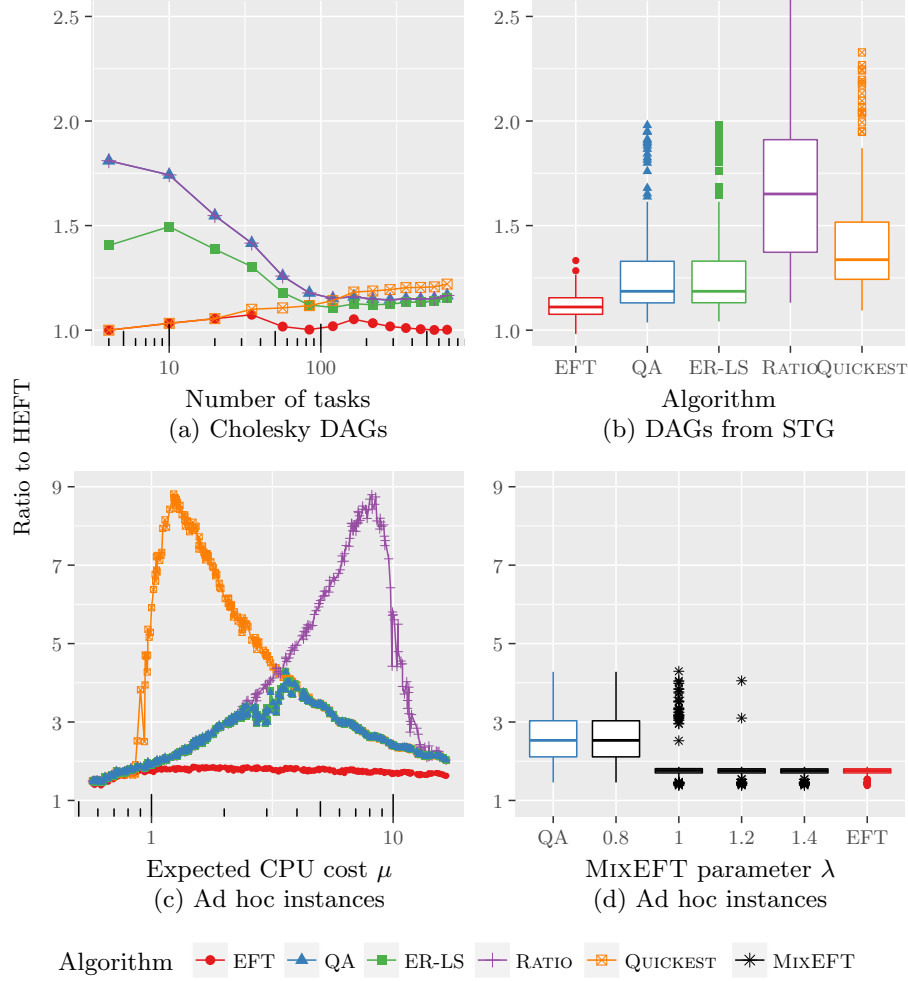 Ratio to HEFT
2.5
2.0
1.5
1.0
10
100
Number of tasks
(a) Cholesky DAGs
2.5
2.0
1.5
1.0
EFT QA ER-LS RATIO QUICKEST
Algorithm
(b) DAGs from STG
9
7
5
3
1
1
10
Expected CPU cost μ
(c) Ad hoc instances
9
7
5
3
1
QA 0.8 1 1.2 1.4 EFT
MIXEFT parameter λ
(d) Ad hoc instances
Algorithm EFT QA ER-LS RATIO QUICKEST MIXEFT